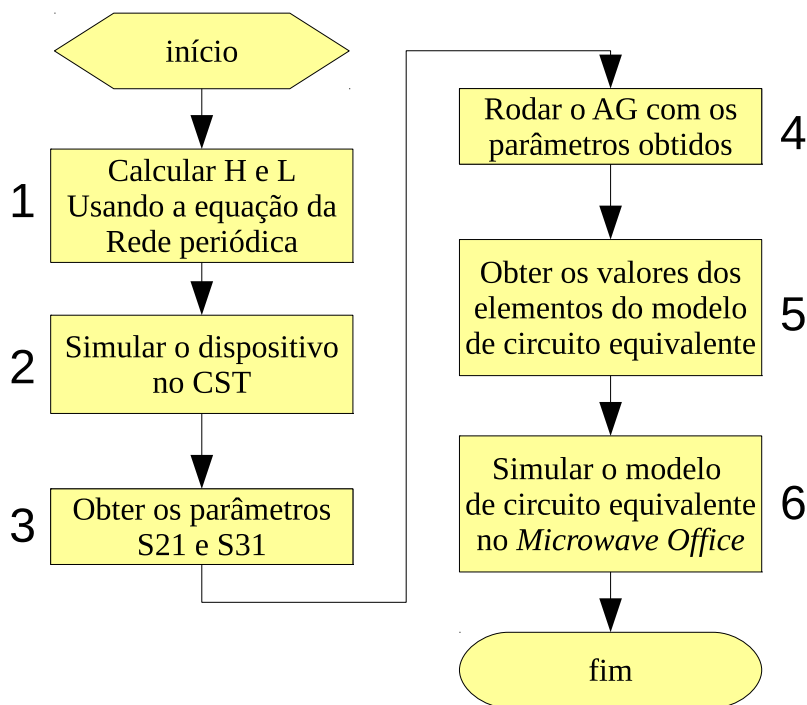 início
1
Calcular H e L
Usando a equação da
Rede periódica
2
Simular o dispositivo
no CST
3
Obter os parâmetros
S21 e S31
Rodar o AG com os
parâmetros obtidos
4
Obter os valores dos
elementos do modelo
de circuito equivalente
5
Simular o modelo
de circuito equivalente
no Microwave Office
6
fim